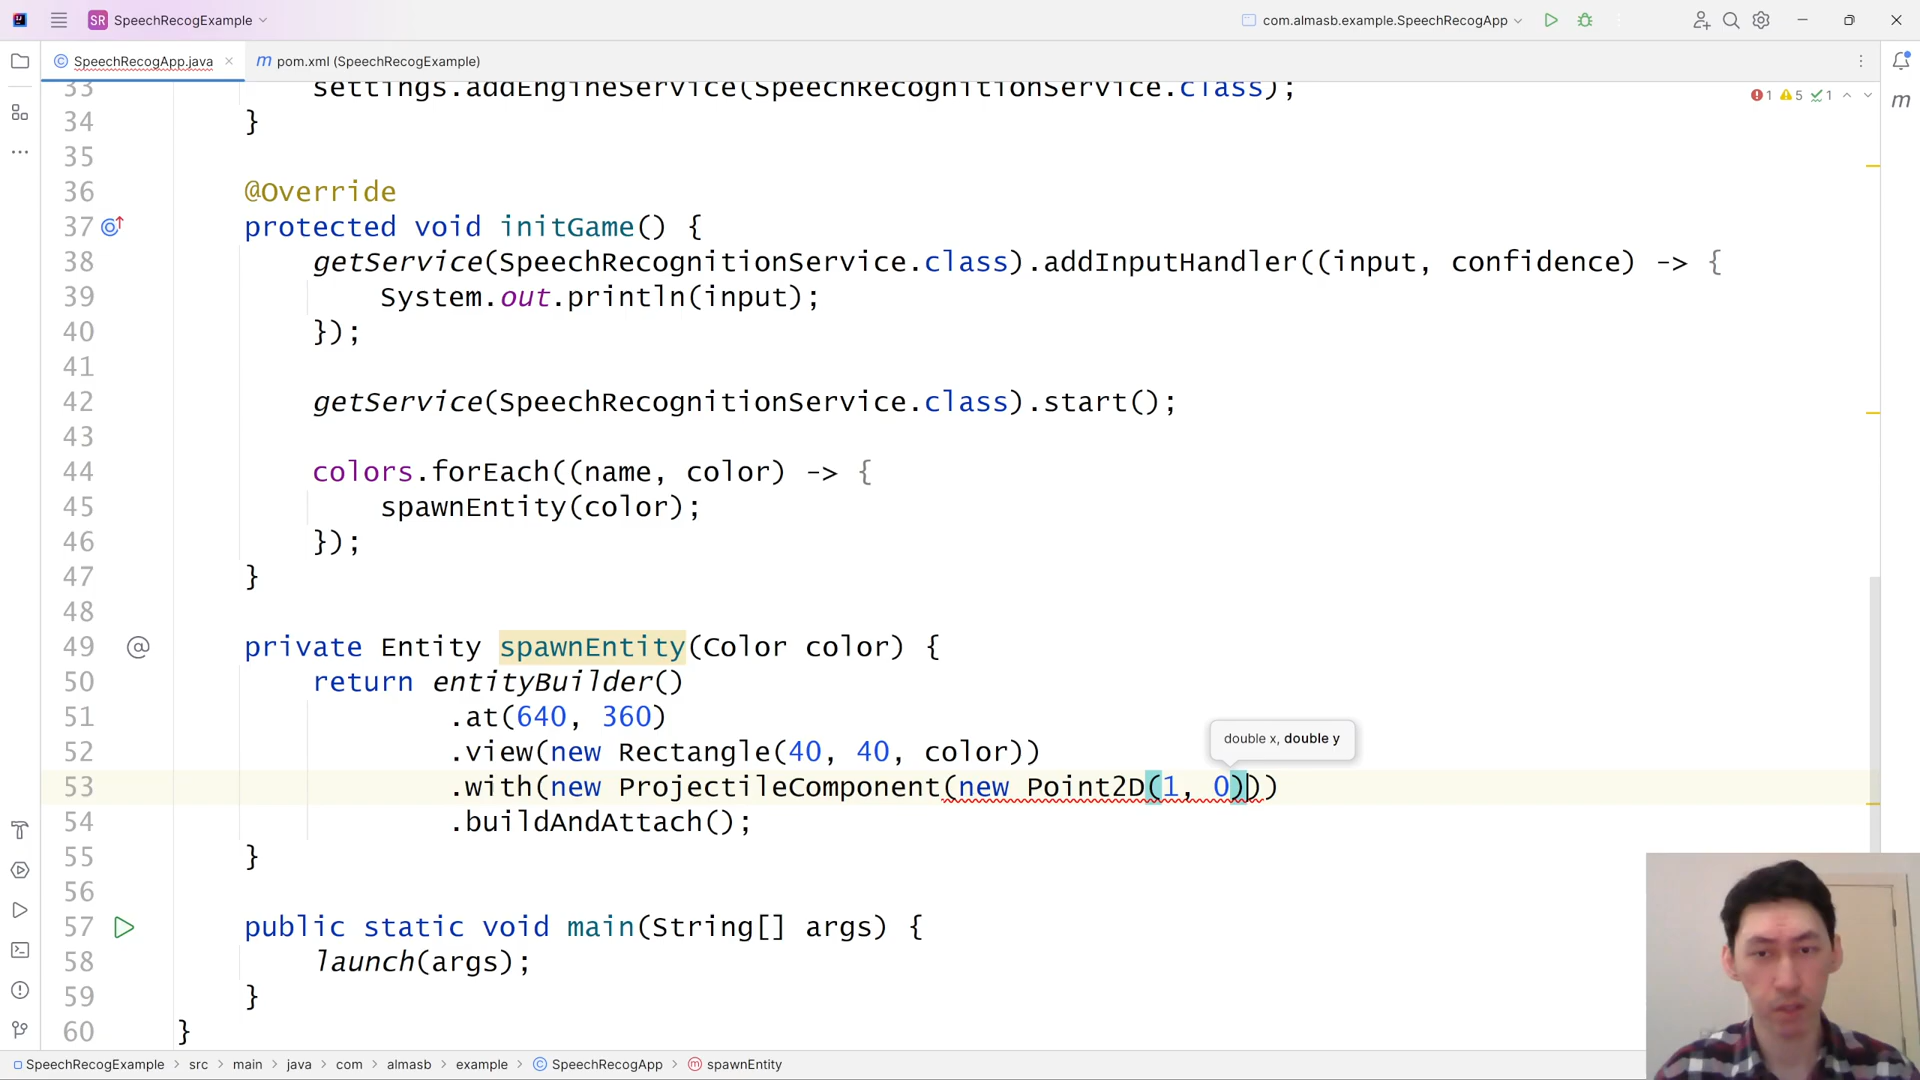 SR SpeechRecogExample
com.almasb.example.SpeechRecogApp
SpeechRecogApp.java
m pom.xml (SpeechRecogExample)
33 settings.addEngineService(SpeechRecognitionService.class);
1 5 1
m
34 }
35
36 @Override
37 protected void initGame() {
38 getService(SpeechRecognitionService.class).addInputHandler((input, confidence) -> {
39 System.out.println(input);
40 });
41
42 getService(SpeechRecognitionService.class).start();
43
44 colors.forEach((name, color) -> {
45 spawnEntity(color);
46 });
47 }
48
49 @ private Entity spawnEntity(Color color) {
50 return entityBuilder()
51 .at(640, 360)
52 .view(new Rectangle(40, 40, color))
double x, double y
53 .with(new ProjectileComponent(new Point2D(1, 0)))
54 .buildAndAttach();
55 }
56
57 public static void main(String[] args) {
58 launch(args);
59 }
60 }
SpeechRecogExample > src > main > java > com > almasb > example > SpeechRecogApp > spawnEntity